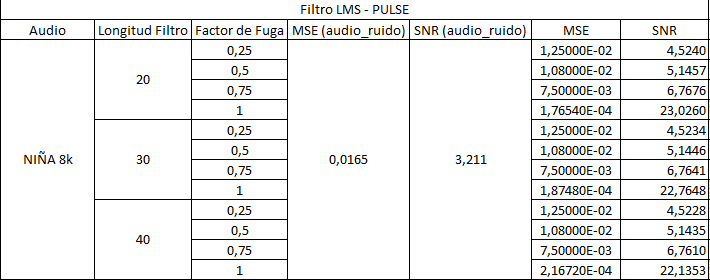 Filtro LMS - PULSE
Audio Longitud Filtro Factor de Fuga MSE (audio_ruido) SNR (audio_ruido) MSE SNR
NIÑA 8k 20 0,25 0,0165 3,211 1,25000E-02 4,5240
0,5 1,08000E-02 5,1457
0,75 7,50000E-03 6,7676
1 1,76540E-04 23,0260
30 0,25 1,25000E-02 4,5234
0,5 1,08000E-02 5,1446
0,75 7,50000E-03 6,7641
1 1,87480E-04 22,7648
40 0,25 1,25000E-02 4,5228
0,5 1,08000E-02 5,1435
0,75 7,50000E-03 6,7610
1 2,16720E-04 22,1353